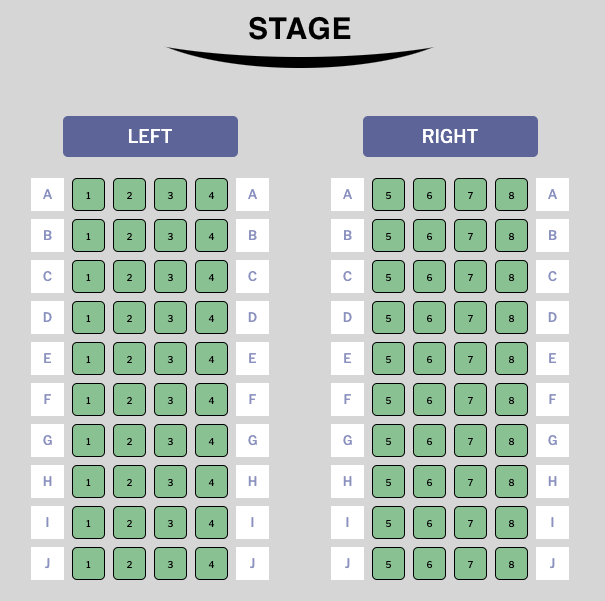 STAGE
LEFT RIGHT
A 1 2 3 4 A A 5 6 7 8 A
B 1 2 3 4 B B 5 6 7 8 B
C 1 2 3 4 C C 5 6 7 8 C
D 1 2 3 4 D D 5 6 7 8 D
E 1 2 3 4 E E 5 6 7 8 E
F 1 2 3 4 F F 5 6 7 8 F
G 1 2 3 4 G G 5 6 7 8 G
H 1 2 3 4 H H 5 6 7 8 H
I 1 2 3 4 I I 5 6 7 8 I
J 1 2 3 4 J J 5 6 7 8 J